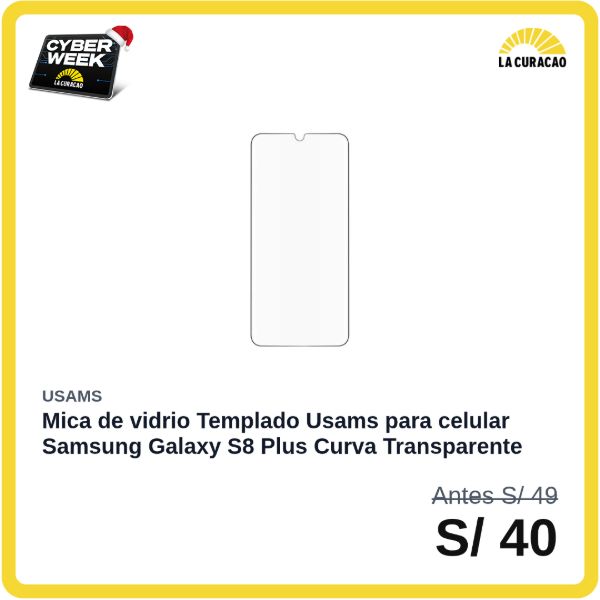 CYBER
WEEK
LA CURACAO
LA CURACAO
USAMS
Mica de vidrio Templado Usams para celular
Samsung Galaxy S8 Plus Curva Transparente
Antes S/ 49
S/ 40